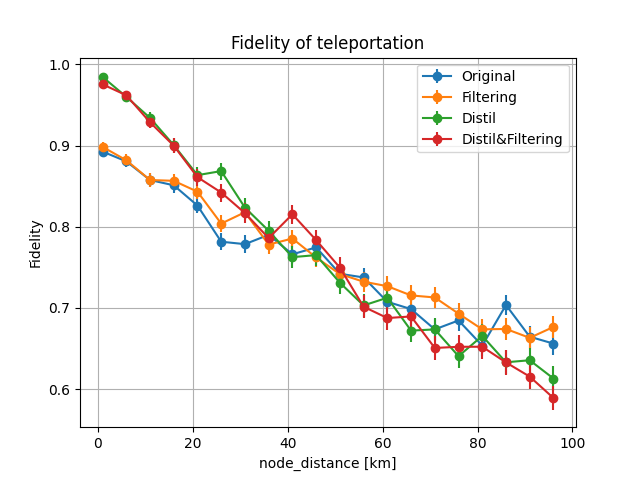 Fidelity of teleportation
Original
Filtering
Distil
Distil&Filtering
Fidelity
1.0
0.9
0.8
0.7
0.6
0
20
40
60
80
100
node_distance [km]